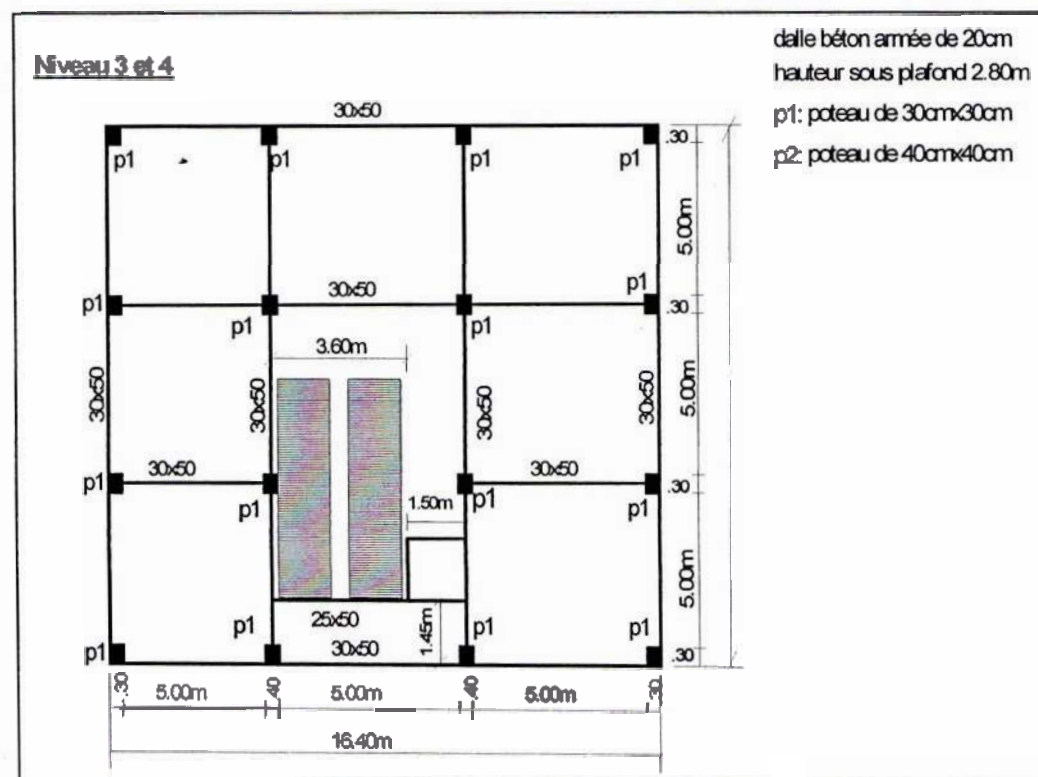 Niveau 3 et 4
dalle béton armée de 20cm
hauteur sous plafond 2.80m
p1: poteau de 30cmx30cm
p2: poteau de 40cmx40cm
30x50
p1
p1
p1
p1
.30
5.00m
p1
30x50
p1
.30
p1
p1
3.60m
30x50
30x50
30x50
30x50
5.00m
30x50
30x50
p1
p1
1.50m
p1
p1
.30
5.00m
25x50
1.45m
p1
30x50
p1
p1
p1
.30
.30
5.00m
.40
5.00m
.40
5.00m
.30
16.40m